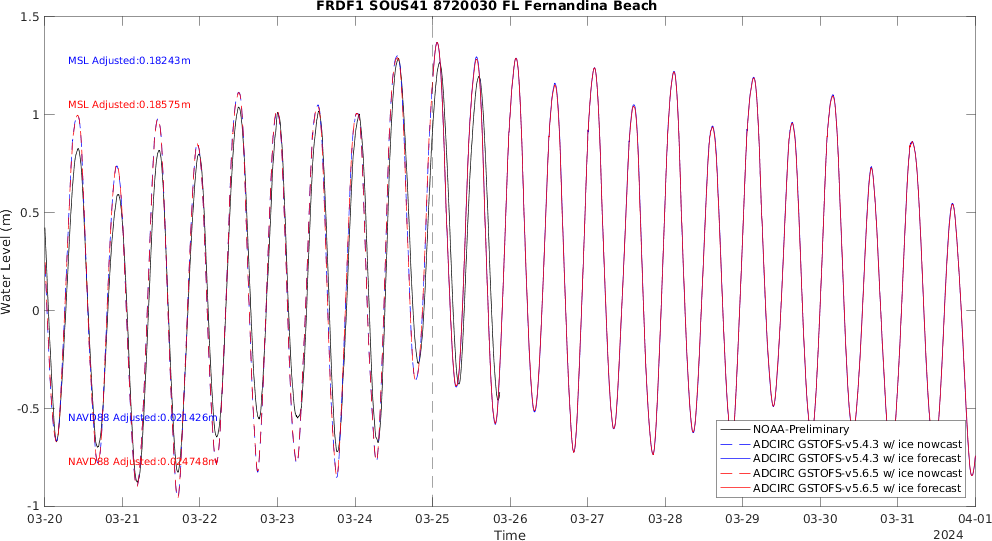 FRDF1 SOUS41 8720030 FL Fernandina Beach
1.5
MSL Adjusted:0.18243m
MSL Adjusted:0.18575m
1
0.5
Water Level (m)
0
-0.5
NAVD88 Adjusted:0.021426m
NAVD88 Adjusted:0.024748m
-1
NOAA-Preliminary
ADCIRC GSTOFS-v5.4.3 w/ ice nowcast
ADCIRC GSTOFS-v5.4.3 w/ ice forecast
ADCIRC GSTOFS-v5.6.5 w/ ice nowcast
ADCIRC GSTOFS-v5.6.5 w/ ice forecast
03-20 03-21 03-22 03-23 03-24 03-25 03-26 03-27 03-28 03-29 03-30 03-31 04-01
Time
2024